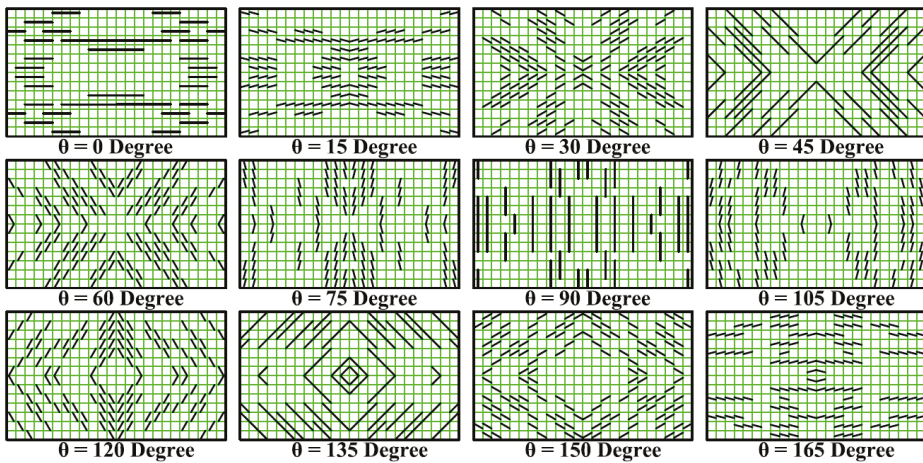 θ = 0 Degree
θ = 15 Degree
θ = 30 Degree
θ = 45 Degree
θ = 60 Degree
θ = 75 Degree
θ = 90 Degree
θ = 105 Degree
θ = 120 Degree
θ = 135 Degree
θ = 150 Degree
θ = 165 Degree